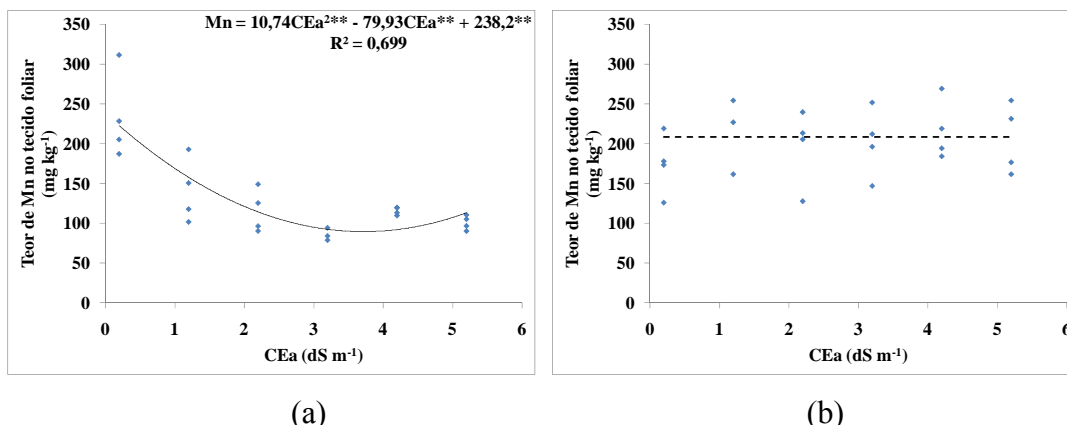 Mn = 10,74CEa²** - 79,93CEa** + 238,2**
R² = 0,699
Teor de Mn no tecido foliar
(mg kg⁻¹)
350
300
250
200
150
100
50
0
0 1 2 3 4 5 6
CEa (dS m⁻¹)
(a)
Teor de Mn no tecido foliar
(mg kg⁻¹)
350
300
250
200
150
100
50
0
0 1 2 3 4 5 6
CEa (dS m⁻¹)
(b)